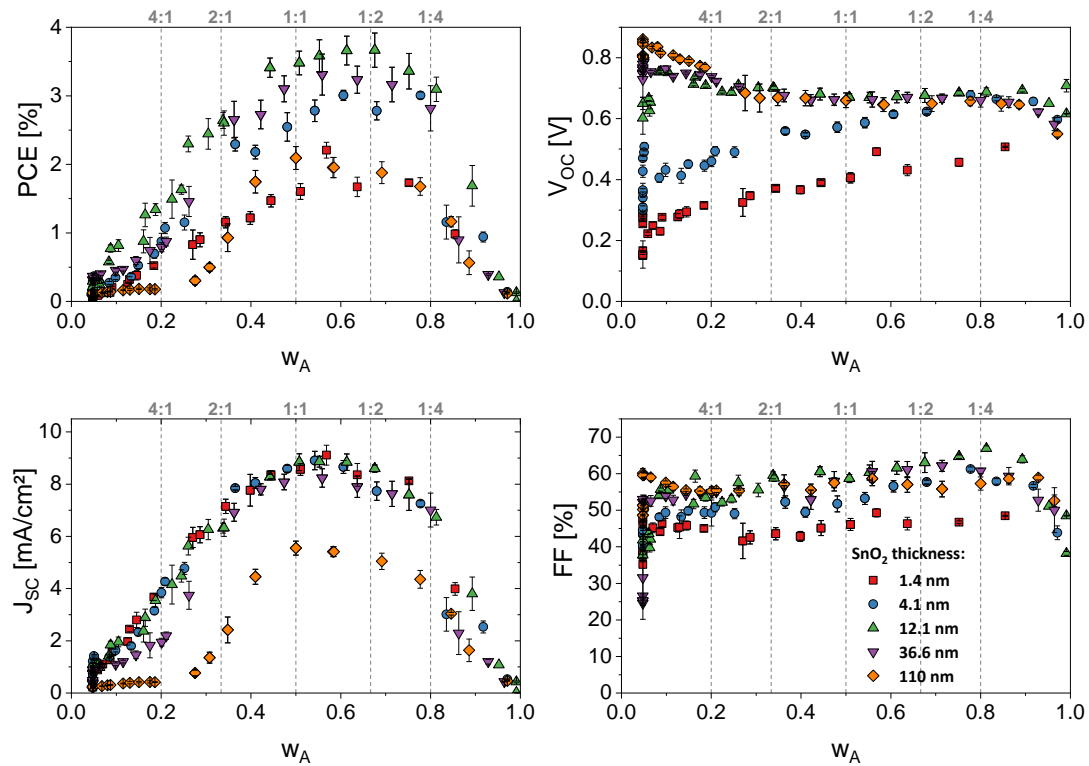 4:1 2:1 1:1 1:2 1:4
4
3
2
1
0
PCE [%]
0.0 0.2 0.4 0.6 0.8 1.0
w_A
4:1 2:1 1:1 1:2 1:4
0.8
0.6
0.4
0.2
0.0
V_OC [V]
0.0 0.2 0.4 0.6 0.8 1.0
w_A
4:1 2:1 1:1 1:2 1:4
10
8
6
4
2
0
J_SC [mA/cm²]
0.0 0.2 0.4 0.6 0.8 1.0
w_A
4:1 2:1 1:1 1:2 1:4
70
60
50
40
30
20
10
0
FF [%]
SnO₂ thickness:
1.4 nm
4.1 nm
12.1 nm
36.6 nm
110 nm
0.0 0.2 0.4 0.6 0.8 1.0
w_A